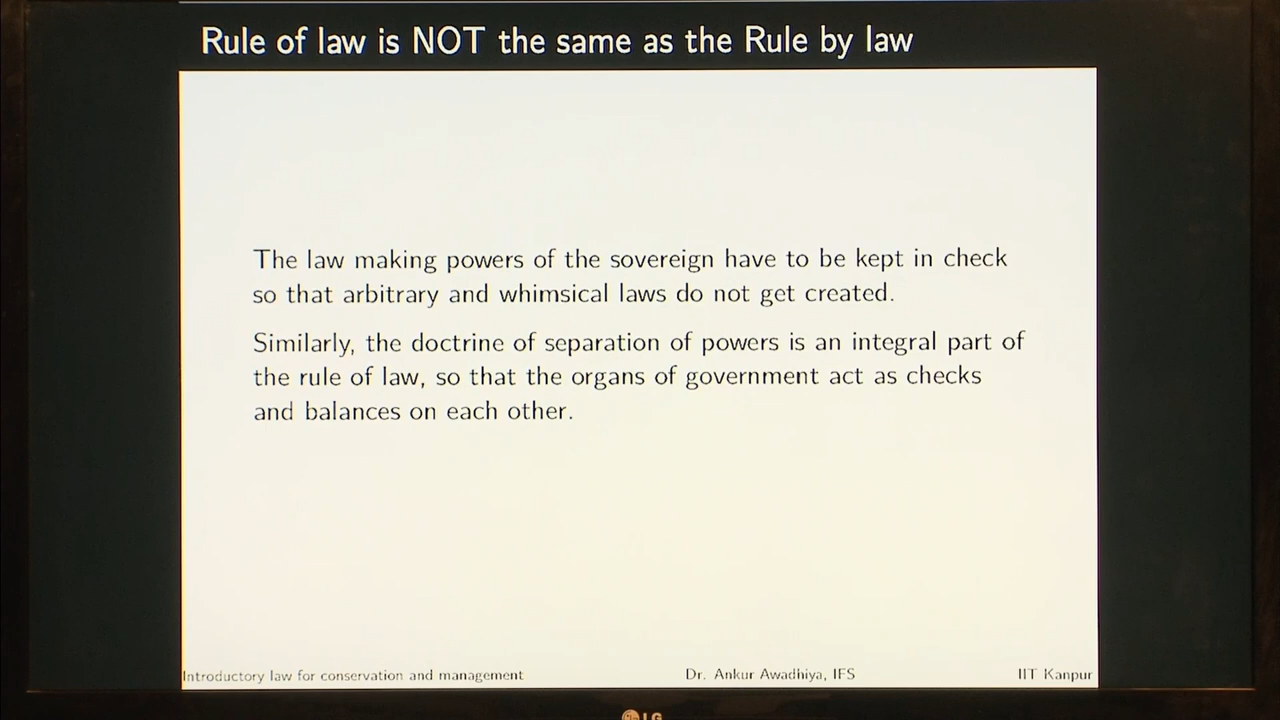 Rule of law is NOT the same as the Rule by law
The law making powers of the sovereign have to be kept in check
so that arbitrary and whimsical laws do not get created.
Similarly, the doctrine of separation of powers is an integral part of
the rule of law, so that the organs of government act as checks
and balances on each other.
Introductory law for conservation and management Dr. Ankur Awadhiya, IFS IIT Kanpur
LG